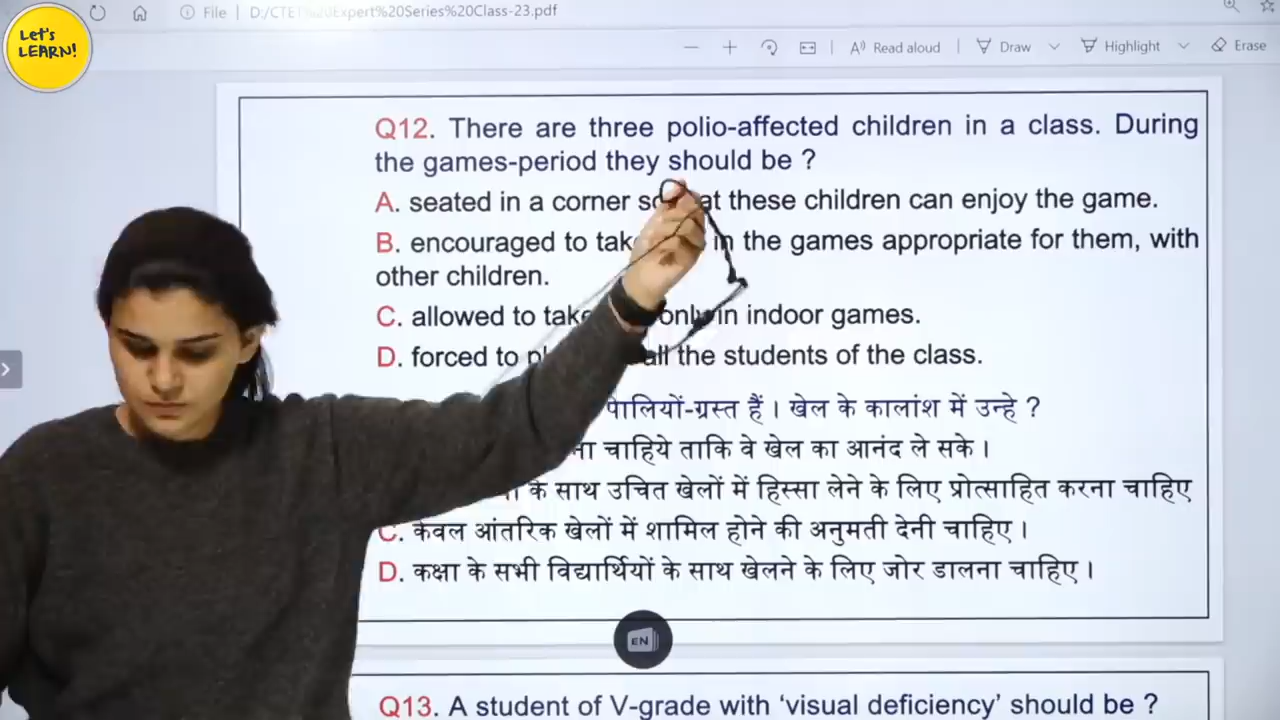 Let's
LEARN!
File | D:/CTET%20Expert%20Series%20Class-23.pdf
Read aloud
Draw
Highlight
Erase
Q12. There are three polio-affected children in a class. During
the games-period they should be ?
A. seated in a corner at these children can enjoy the game.
B. encouraged to in the games appropriate for them, with
other children.
C. allowed to only in indoor games.
D. forced to all the students of the class.
पोलियों-ग्रस्त हैं । खेल के कालांश में उन्हे ?
चाहिये ताकि वे खेल का आनंद ले सके ।
के साथ उचित खेलों में हिस्सा लेने के लिए प्रोत्साहित करना चाहिए
C. केवल आंतरिक खेलों में शामिल होने की अनुमती देनी चाहिए ।
D. कक्षा के सभी विद्यार्थियों के साथ खेलने के लिए जोर डालना चाहिए ।
EN
Q13. A student of V-grade with ‘visual deficiency’ should be ?